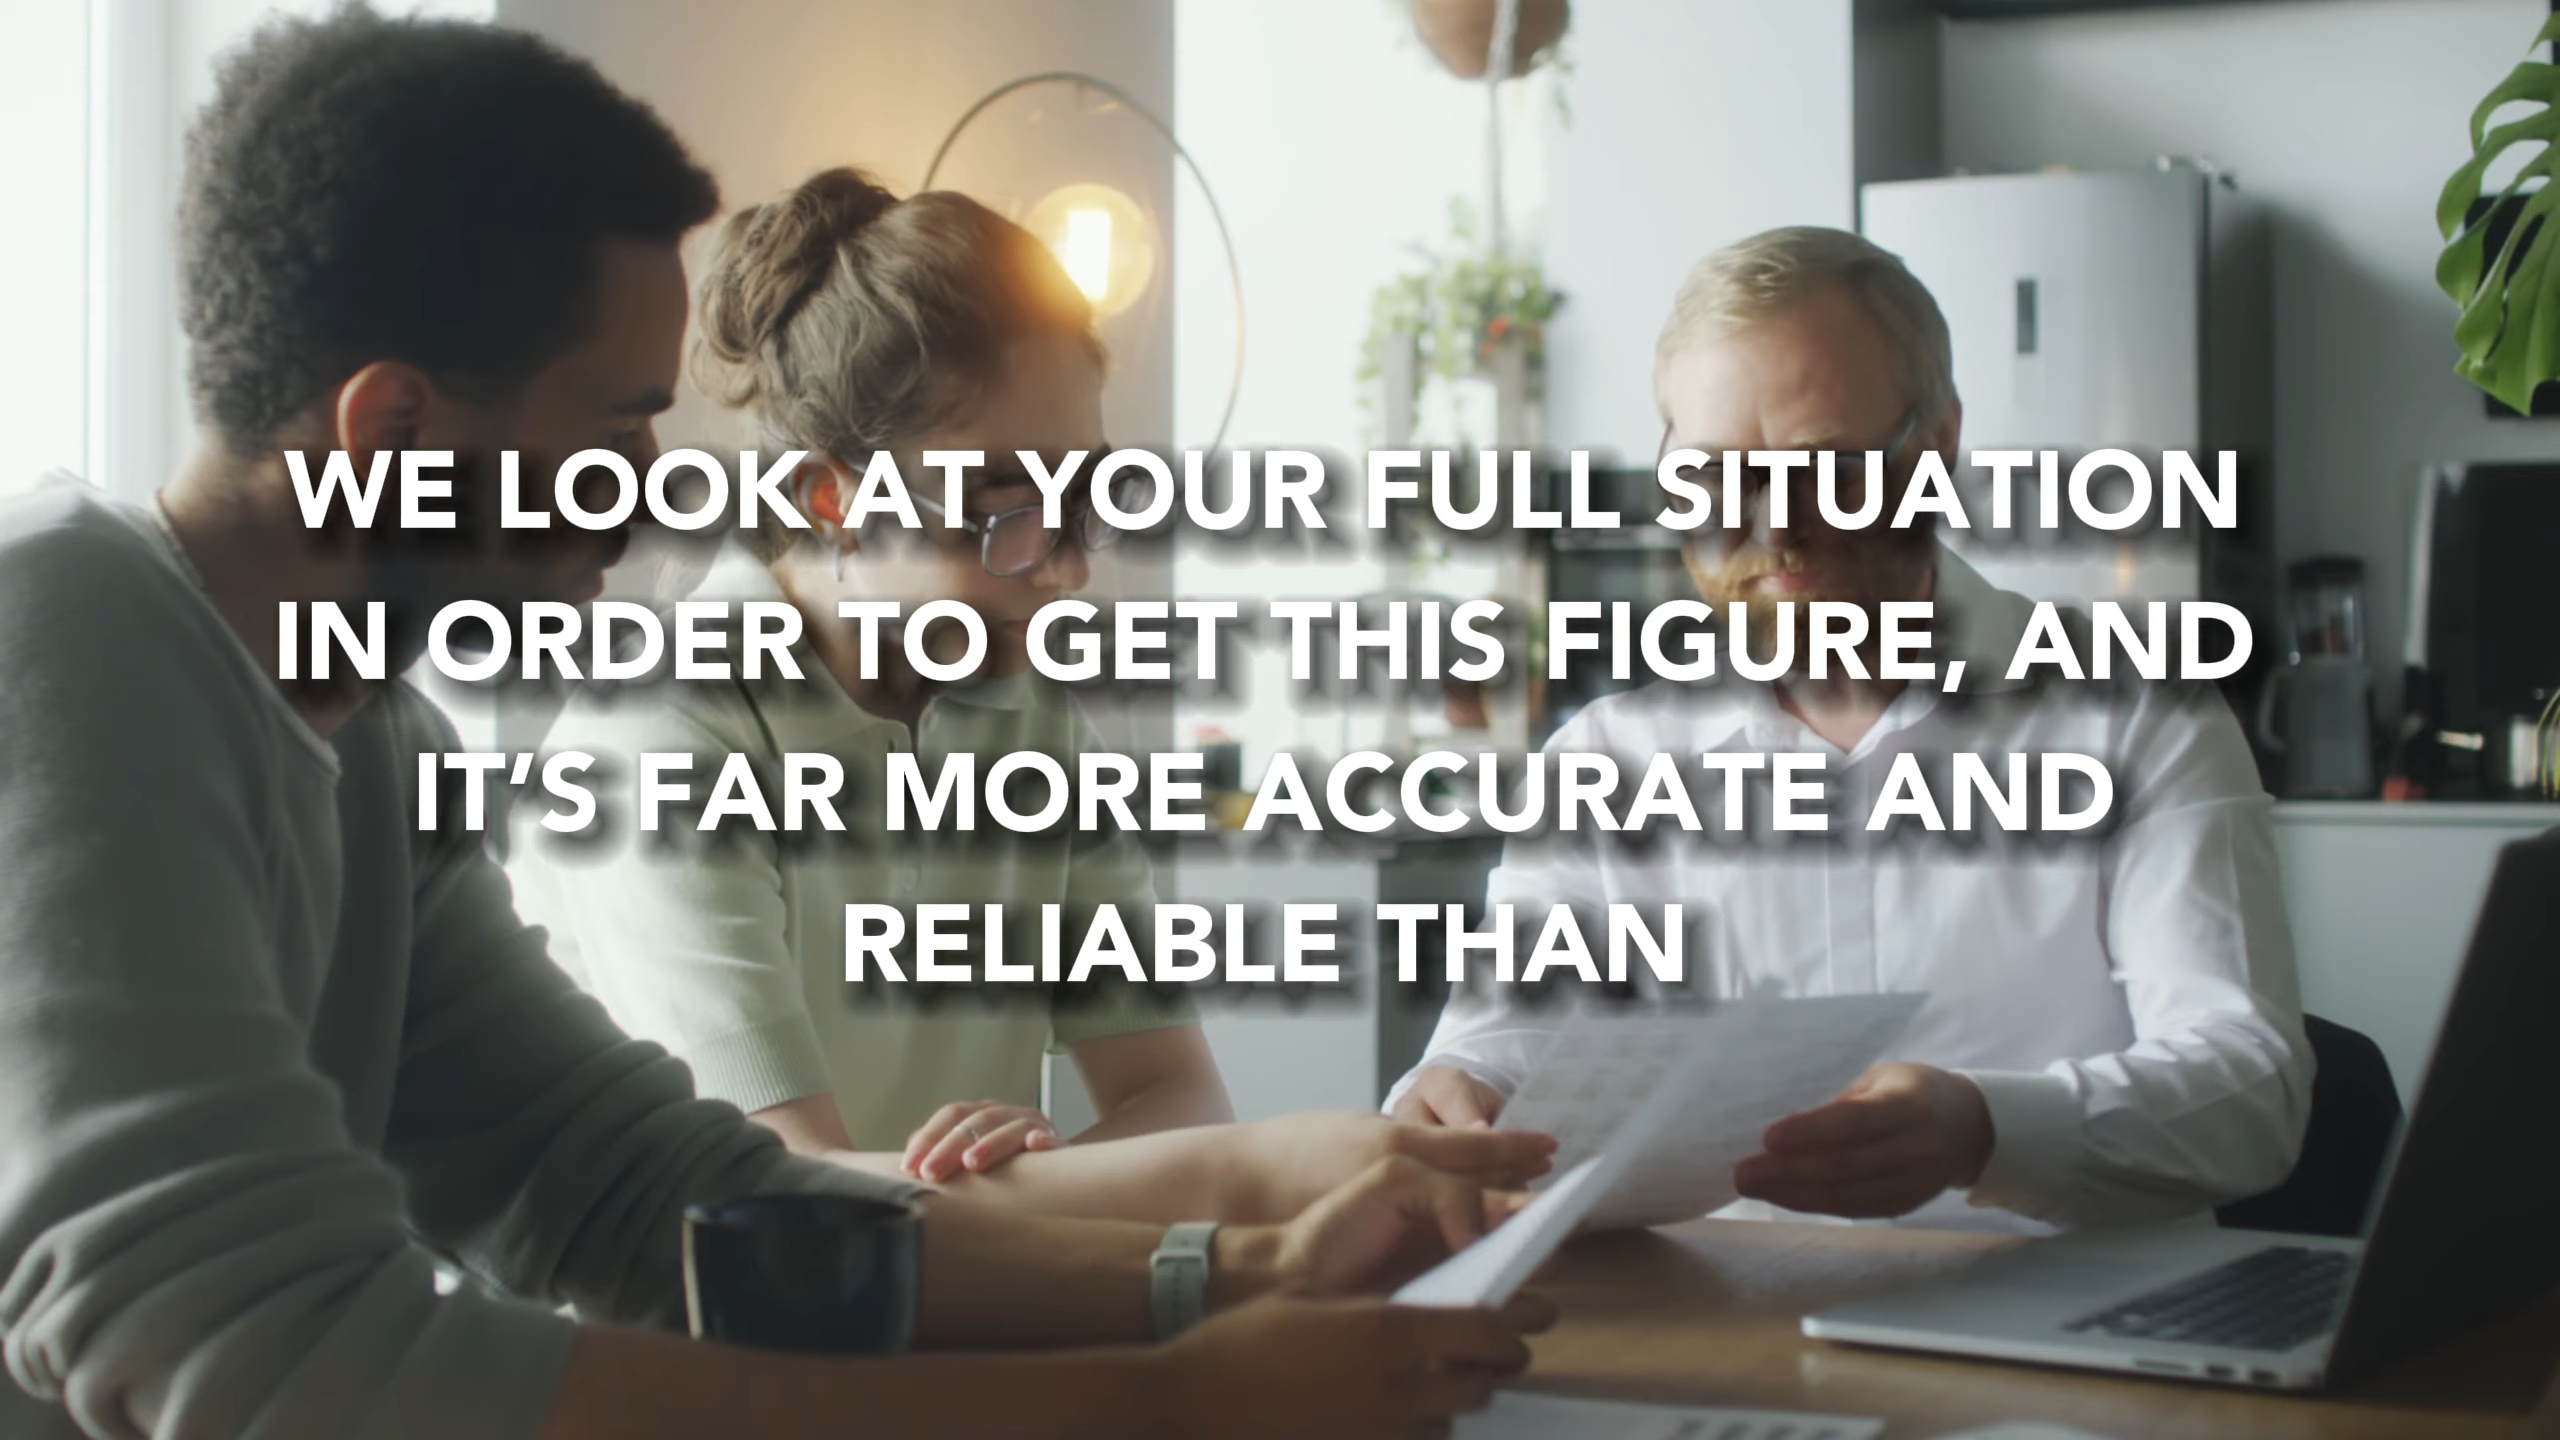 WE LOOK AT YOUR FULL SITUATION
IN ORDER TO GET THIS FIGURE, AND
IT’S FAR MORE ACCURATE AND
RELIABLE THAN